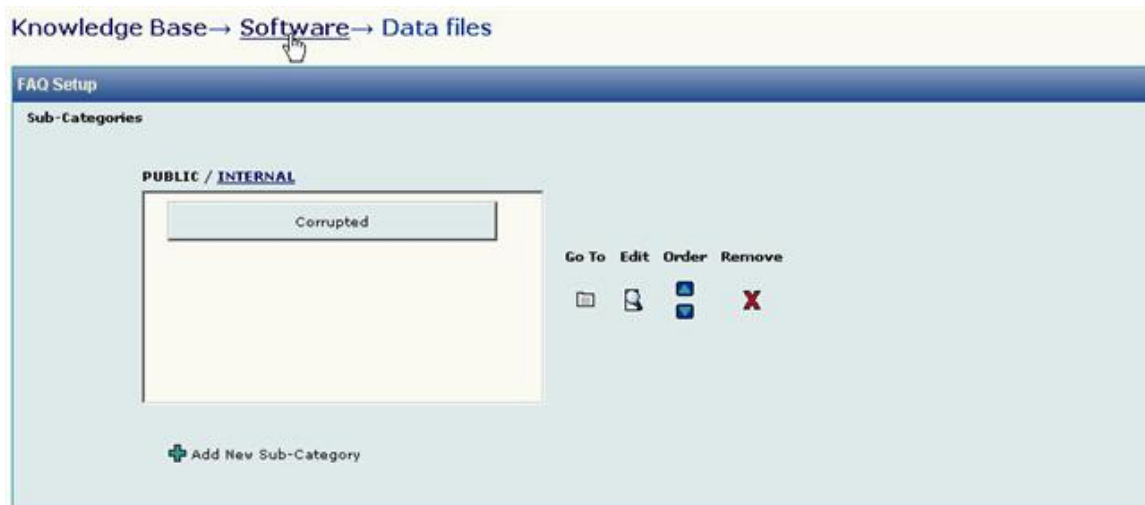 Knowledge Base→ Software→ Data files
FAQ Setup
Sub-Categories
PUBLIC / INTERNAL
Corrupted
Go To Edit Order Remove
Add New Sub-Category